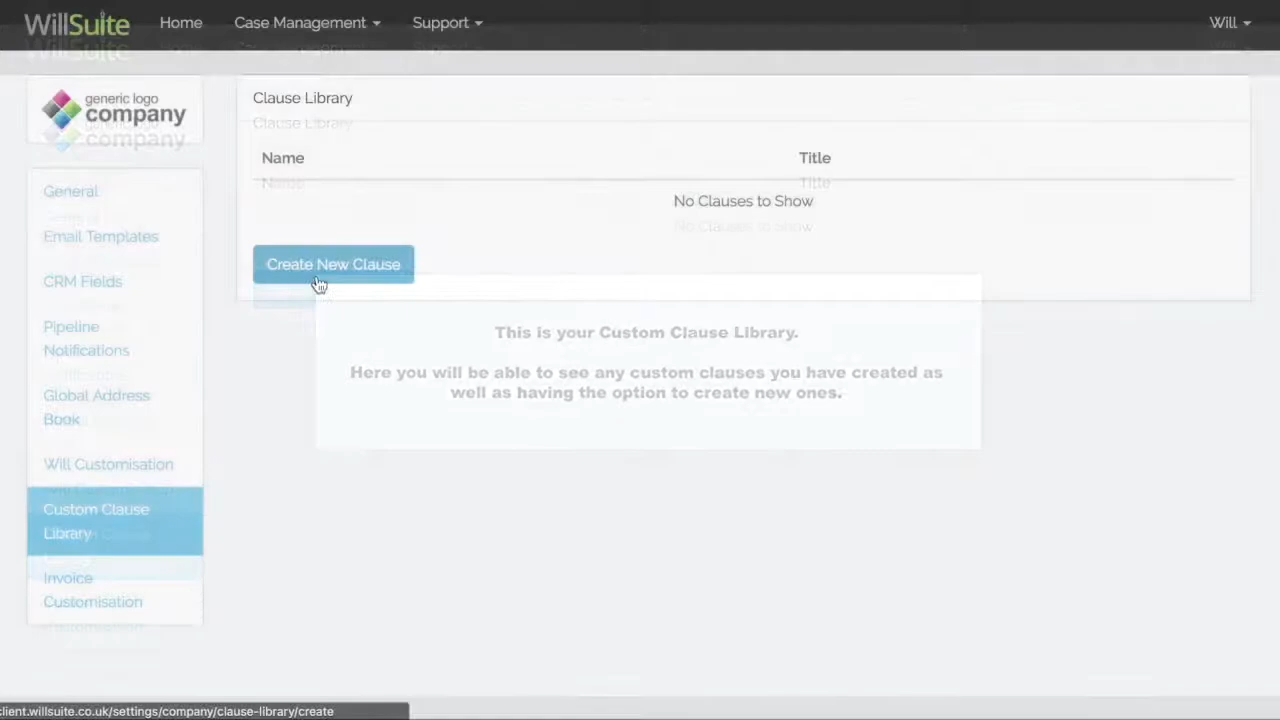 WillSuite Home Case Management Support Will
generic logo
company
Clause Library
Name Title
No Clauses to Show
Create New Clause
General
Email Templates
CRM Fields
Pipeline
Notifications
Global Address
Book
Will Customisation
Custom Clause
Library
Invoice
Customisation
This is your Custom Clause Library.
Here you will be able to see any custom clauses you have created as
well as having the option to create new ones.
client.willsuite.co.uk/settings/company/clause-library/create